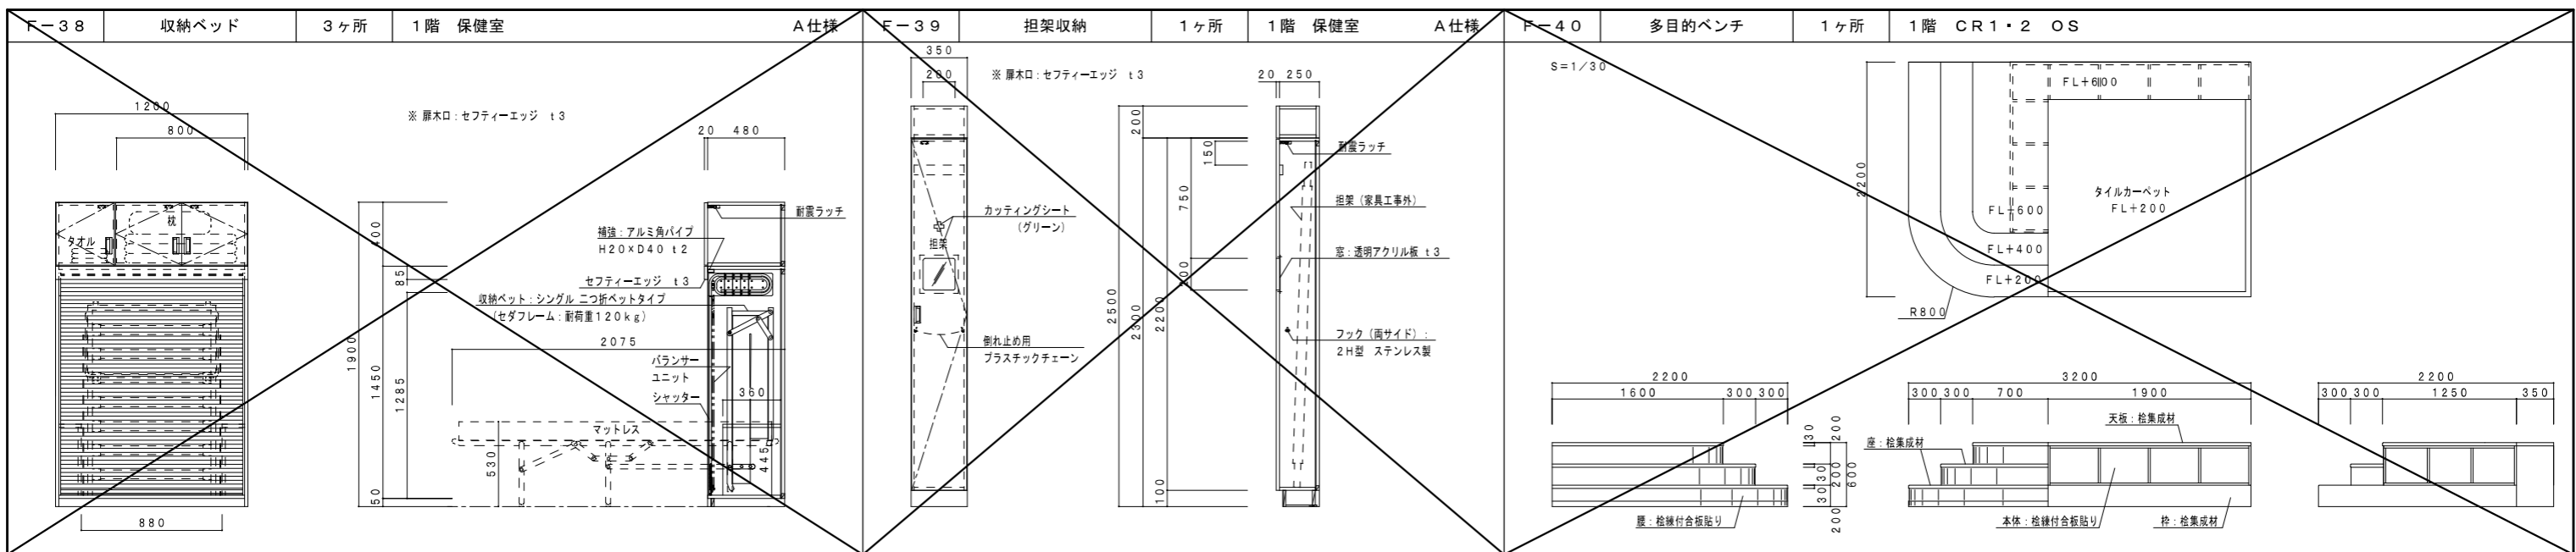 F－38 収納ベッド 3ヶ所 1階 保健室 A仕様
1200
800
※ 扉木口：セフティーエッジ t3
20 480
枕
タオル
耐震ラッチ
補強：アルミ角パイプ
H20×D40 t2
セフティーエッジ t3
収納ベット：シングル 二つ折ベットタイプ
（セダフレーム：耐荷重120kg）
2075
バランサー
ユニット
シャッター
360
マットレス
530
445
1900
400
85
1450
1285
50
880
F－39 担架収納 1ヶ所 1階 保健室 A仕様
350
200
※ 扉木口：セフティーエッジ t3
20 250
200
150
750
耐震ラッチ
担架（家具工事外）
カッティングシート
（グリーン）
担架
窓：透明アクリル板 t3
200
2500
2300
2200
フック（両サイド）：
2H型 ステンレス製
倒れ止め用
プラスチックチェーン
100
F－40 多目的ベンチ 1ヶ所 1階 CR1・2 OS
S＝1／30
FL＋600
2200
タイルカーペット
FL＋200
FL＋600
FL＋400
FL＋200
R800
2200
1600 300 300
3200
300 300 700 1900
2200
300 300 1250 350
天板：桧集成材
座：桧集成材
30
200
30
200
600
30
200
腰：桧練付合板貼り
本体：桧練付合板貼り
枠：桧集成材